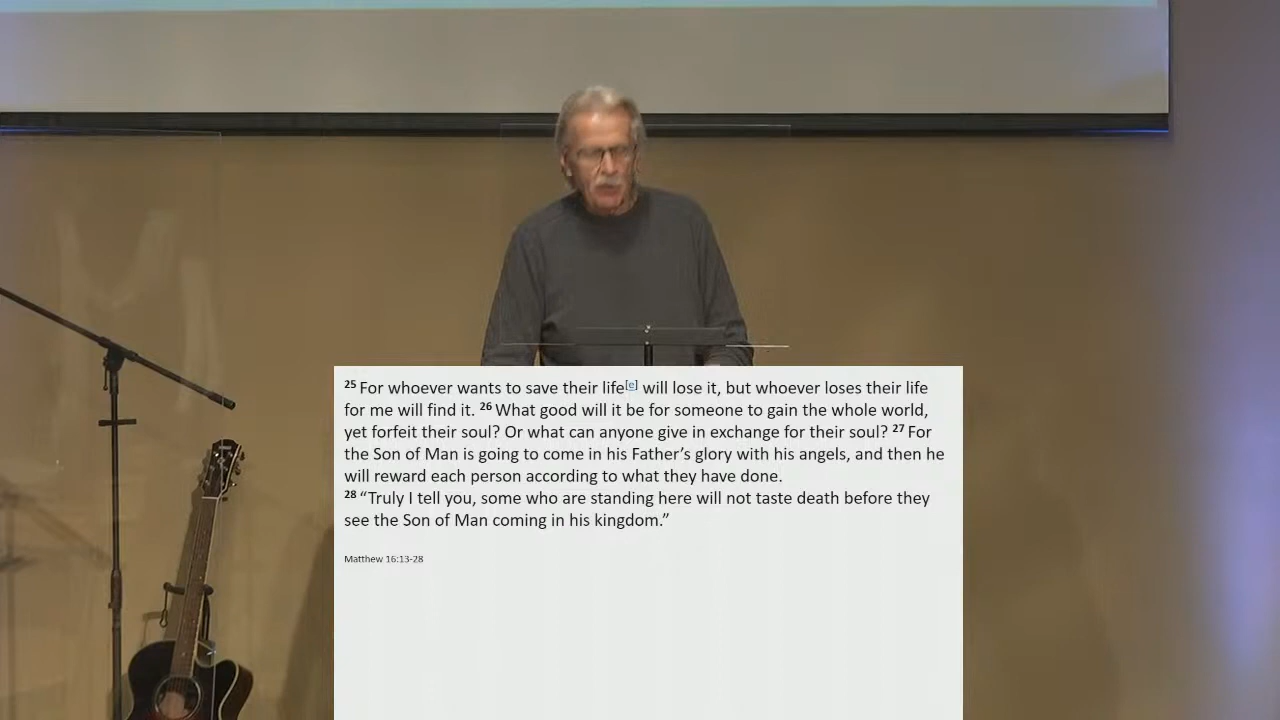 25 For whoever wants to save their life[e] will lose it, but whoever loses their life
for me will find it. 26 What good will it be for someone to gain the whole world,
yet forfeit their soul? Or what can anyone give in exchange for their soul? 27 For
the Son of Man is going to come in his Father’s glory with his angels, and then he
will reward each person according to what they have done.
28 “Truly I tell you, some who are standing here will not taste death before they
see the Son of Man coming in his kingdom.”
Matthew 16:13-28